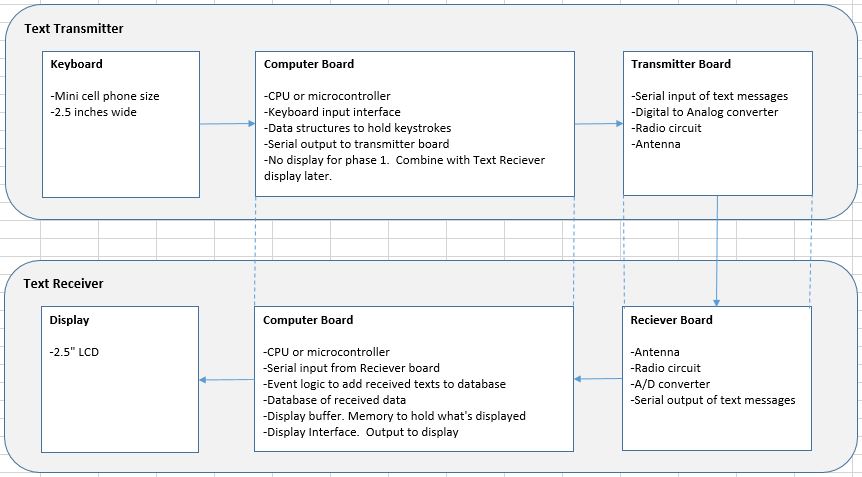 Text Transmitter
Keyboard
-Mini cell phone size
-2.5 inches wide
Computer Board
-CPU or microcontroller
-Keyboard input interface
-Data structures to hold keystrokes
-Serial output to transmitter board
-No display for phase 1.  Combine with Text Reciever
display later.
Transmitter Board
-Serial input of text messages
-Digital to Analog converter
-Radio circuit
-Antenna
Text Receiver
Display
-2.5" LCD
Computer Board
-CPU or microcontroller
-Serial input from Reciever board
-Event logic to add received texts to database
-Database of received data
-Display buffer. Memory to hold what's displayed
-Display Interface.  Output to display
Reciever Board
-Antenna
-Radio circuit
-A/D converter
-Serial output of text messages